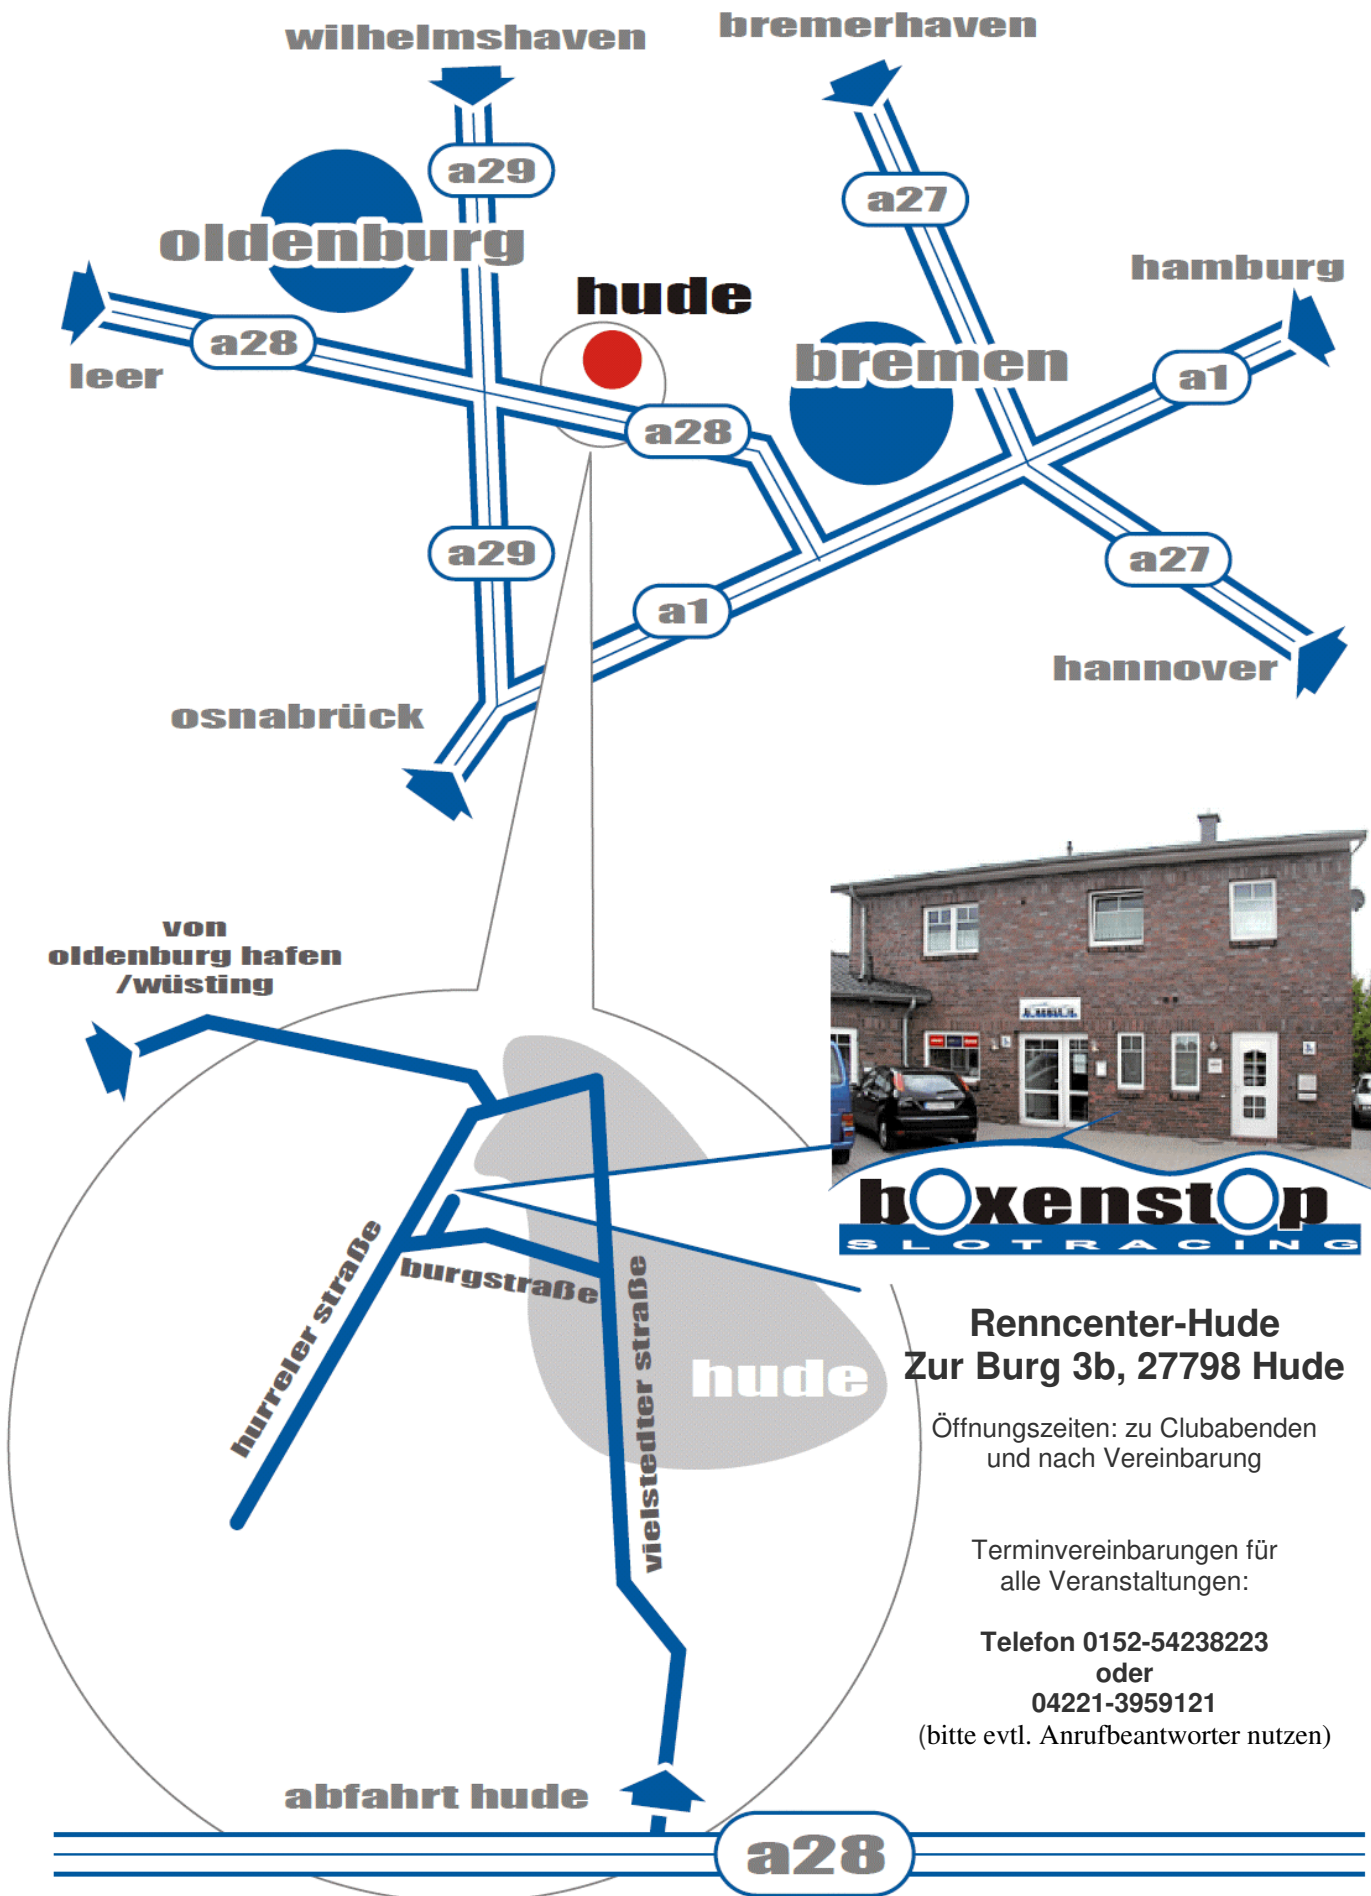 wilhelmshaven
bremerhaven
a29
a27
oldenburg
hamburg
hude
a28
bremen
leer
a1
a28
a29
a27
a1
hannover
osnabrück
von
oldenburg hafen
/wüsting
boxenstop
boxenstop
SLOTRACING
hurreler straße
burgstraße
vielstedter straße
hude
Renncenter-Hude
Zur Burg 3b, 27798 Hude
Öffnungszeiten: zu Clubabenden
und nach Vereinbarung
Terminvereinbarungen für
alle Veranstaltungen:
Telefon 0152-54238223
oder
04221-3959121
(bitte evtl. Anrufbeantworter nutzen)
abfahrt hude
a28